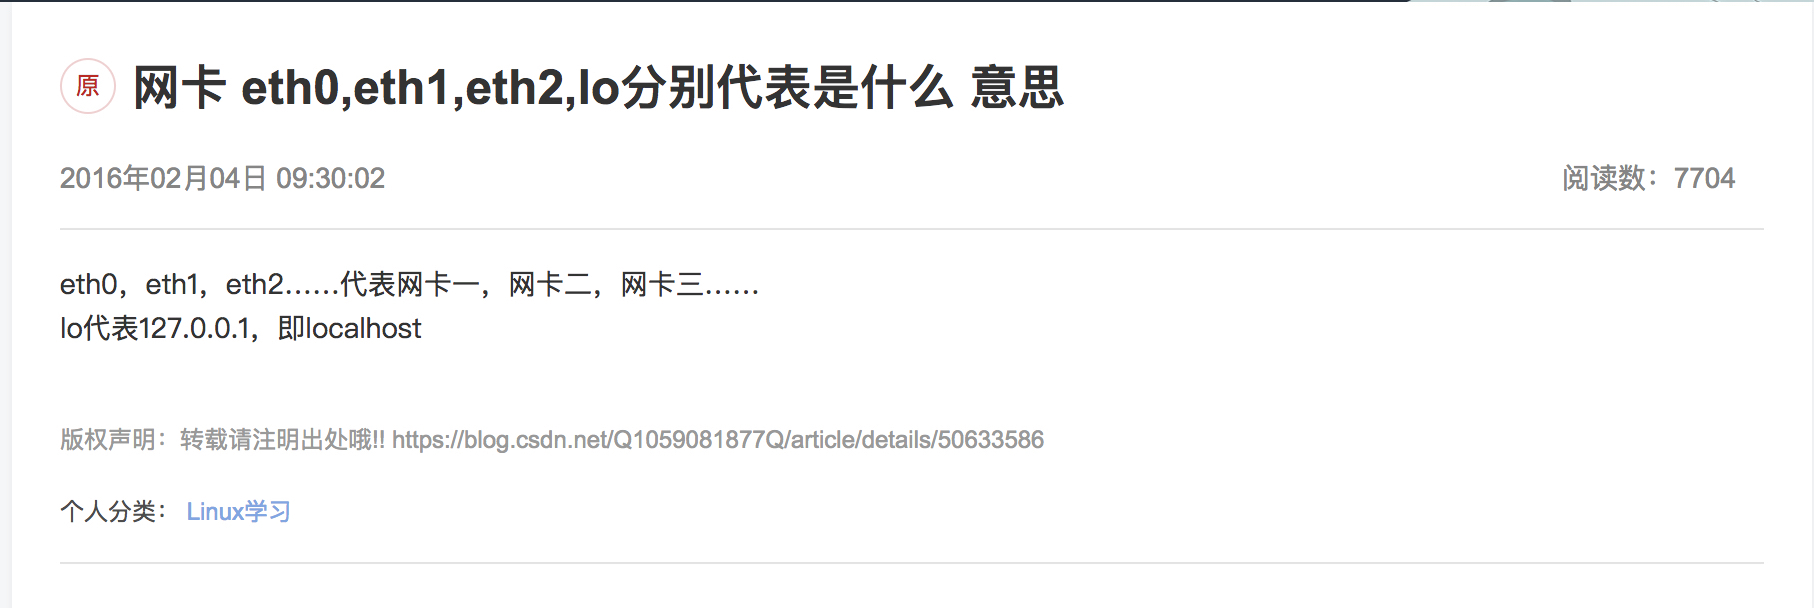 原 网卡 eth0,eth1,eth2,lo分别代表是什么 意思
2016年02月04日 09:30:02 阅读数：7704
eth0，eth1，eth2……代表网卡一，网卡二，网卡三……
lo代表127.0.0.1，即localhost
版权声明：转载请注明出处哦!! https://blog.csdn.net/Q1059081877Q/article/details/50633586
个人分类： Linux学习